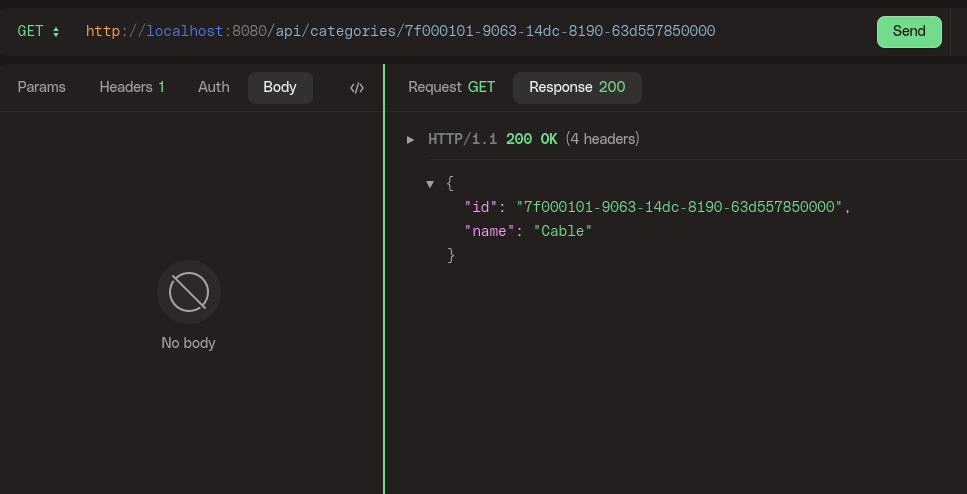 GET http://localhost:8080/api/categories/7f000101-9063-14dc-8190-63d557850000 Send
Params Headers 1 Auth Body </> Request GET Response 200
HTTP/1.1 200 OK (4 headers)
{
"id": "7f000101-9063-14dc-8190-63d557850000",
"name": "Cable"
}
No body